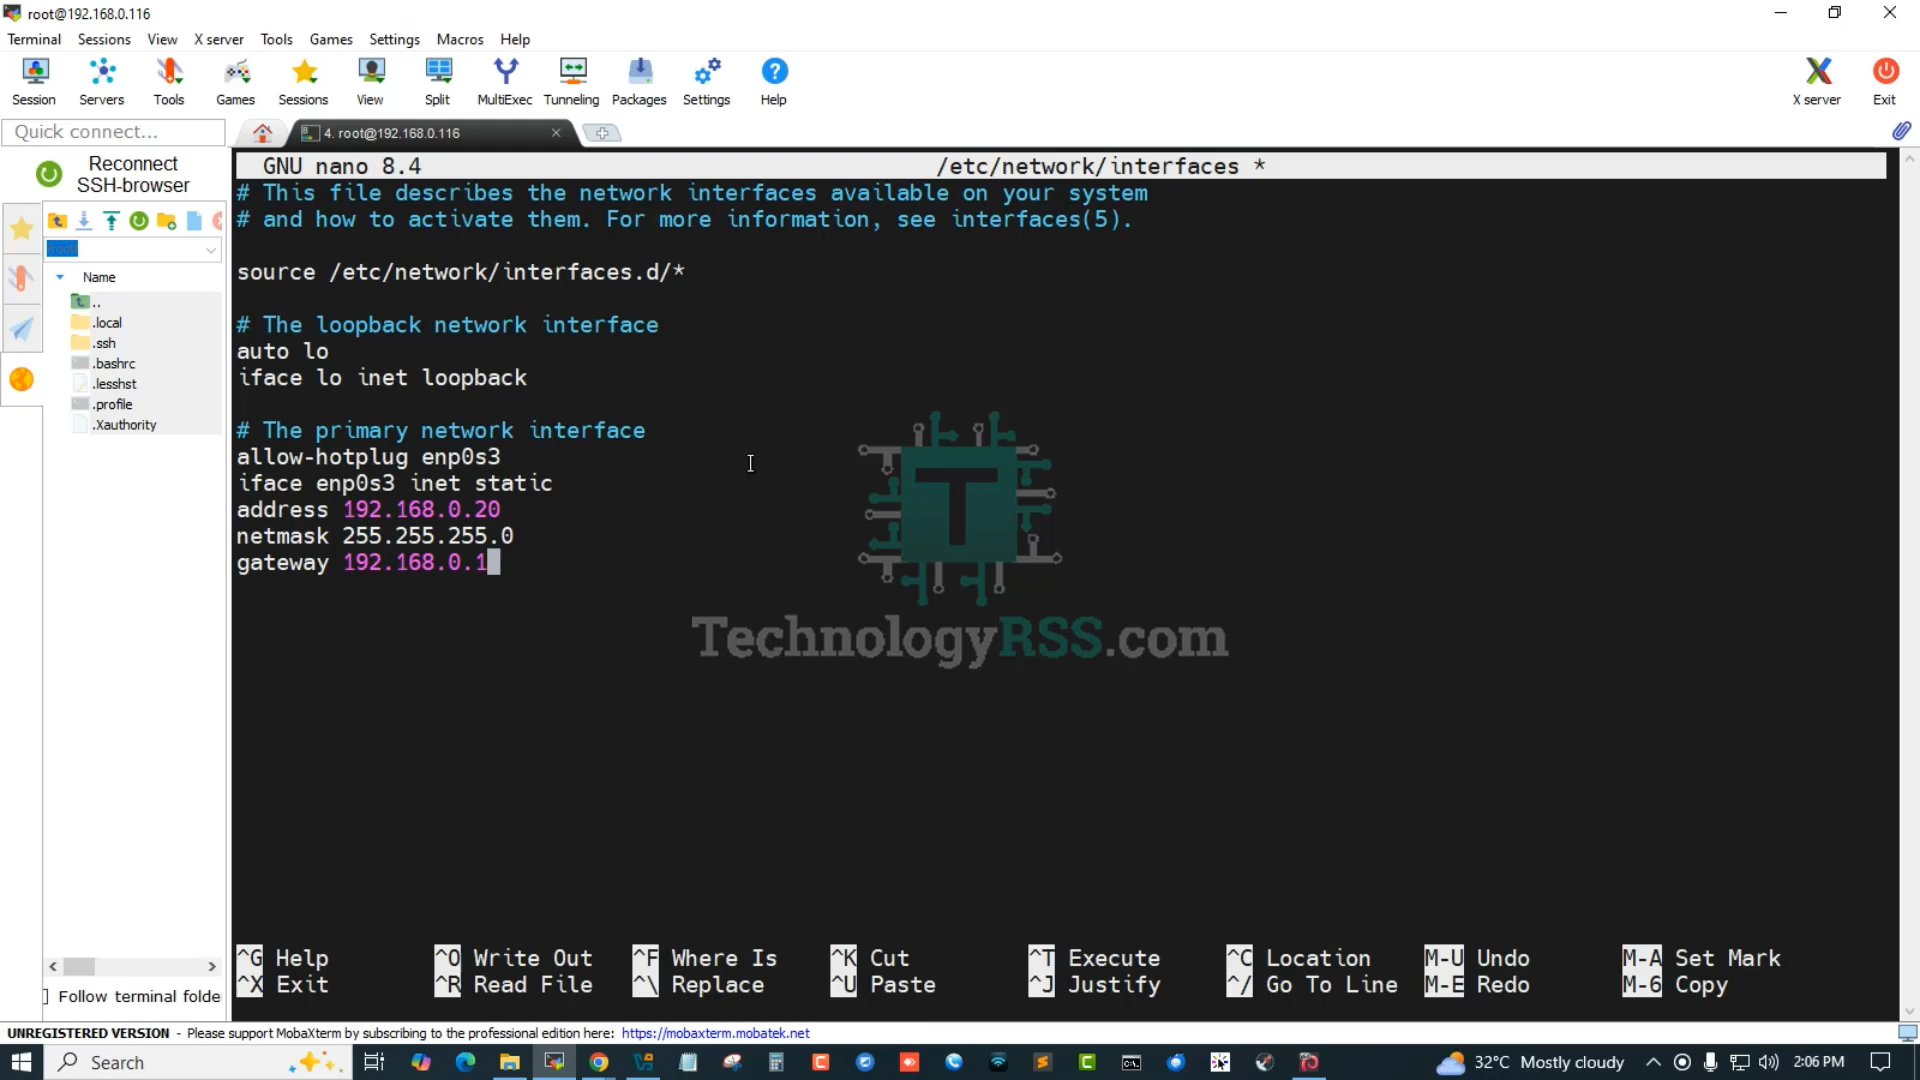 root@192.168.0.116
Terminal Sessions View X server Tools Games Settings Macros Help
Session Servers Tools Games Sessions View Split MultiExec Tunneling Packages Settings Help X server Exit
Quick connect...
4. root@192.168.0.116
Reconnect
SSH-browser
/root/
Name
..
.local
.ssh
.bashrc
.lesshst
.profile
.Xauthority
Follow terminal folde
GNU nano 8.4 /etc/network/interfaces *
# This file describes the network interfaces available on your system
# and how to activate them. For more information, see interfaces(5).
source /etc/network/interfaces.d/*
# The loopback network interface
auto lo
iface lo inet loopback
# The primary network interface
allow-hotplug enp0s3
iface enp0s3 inet static
address 192.168.0.20
netmask 255.255.255.0
gateway 192.168.0.1
T
TechnologyRSS.com
^G Help ^O Write Out ^F Where Is ^K Cut ^T Execute ^C Location M-U Undo M-A Set Mark
^X Exit ^R Read File ^\ Replace ^U Paste ^J Justify ^/ Go To Line M-E Redo M-6 Copy
UNREGISTERED VERSION - Please support MobaXterm by subscribing to the professional edition here: https://mobaxterm.mobatek.net
Search
32°C Mostly cloudy
2:06 PM